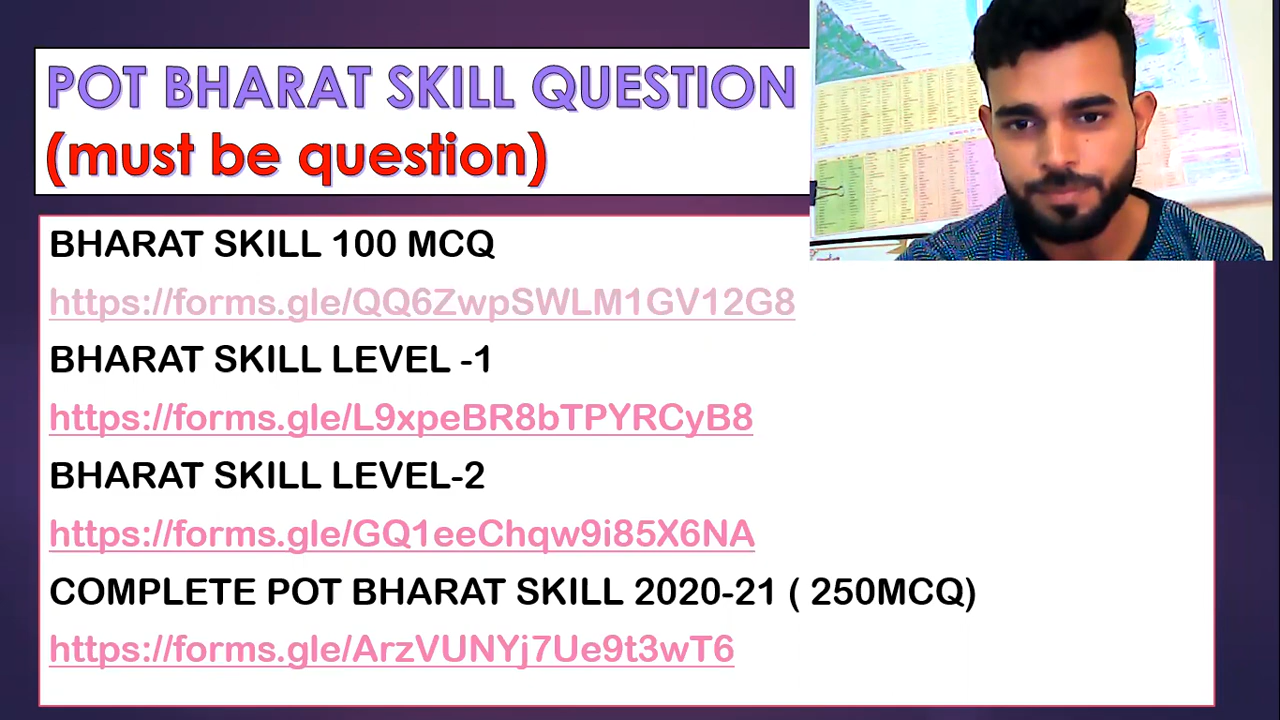 POT BHARAT SKILL QUESTION
(must be question)
BHARAT SKILL 100 MCQ
https://forms.gle/QQ6ZwpSWLM1GV12G8
BHARAT SKILL LEVEL -1
https://forms.gle/L9xpeBR8bTPYRCyB8
BHARAT SKILL LEVEL-2
https://forms.gle/GQ1eeChqw9i85X6NA
COMPLETE POT BHARAT SKILL 2020-21 ( 250MCQ)
https://forms.gle/ArzVUNYj7Ue9t3wT6